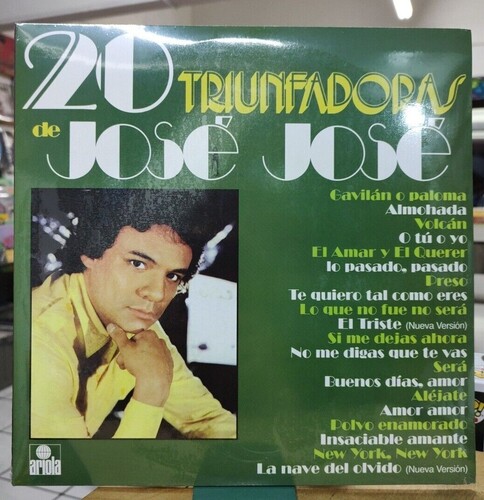 20 TRIUNFADORAS
de JOSÉ JOSÉ
Gavilán o paloma
Almohada
Volcán
O tú o yo
El Amar y El Querer
lo pasado, pasado
Preso
Te quiero tal como eres
Lo que no fue no será
El Triste (Nueva Versión)
Si me dejas ahora
No me digas que te vas
Será
Buenos días, amor
Aléjate
Amor amor
Polvo enamorado
Insaciable amante
New York, New York
La nave del olvido (Nueva Versión)
ariola